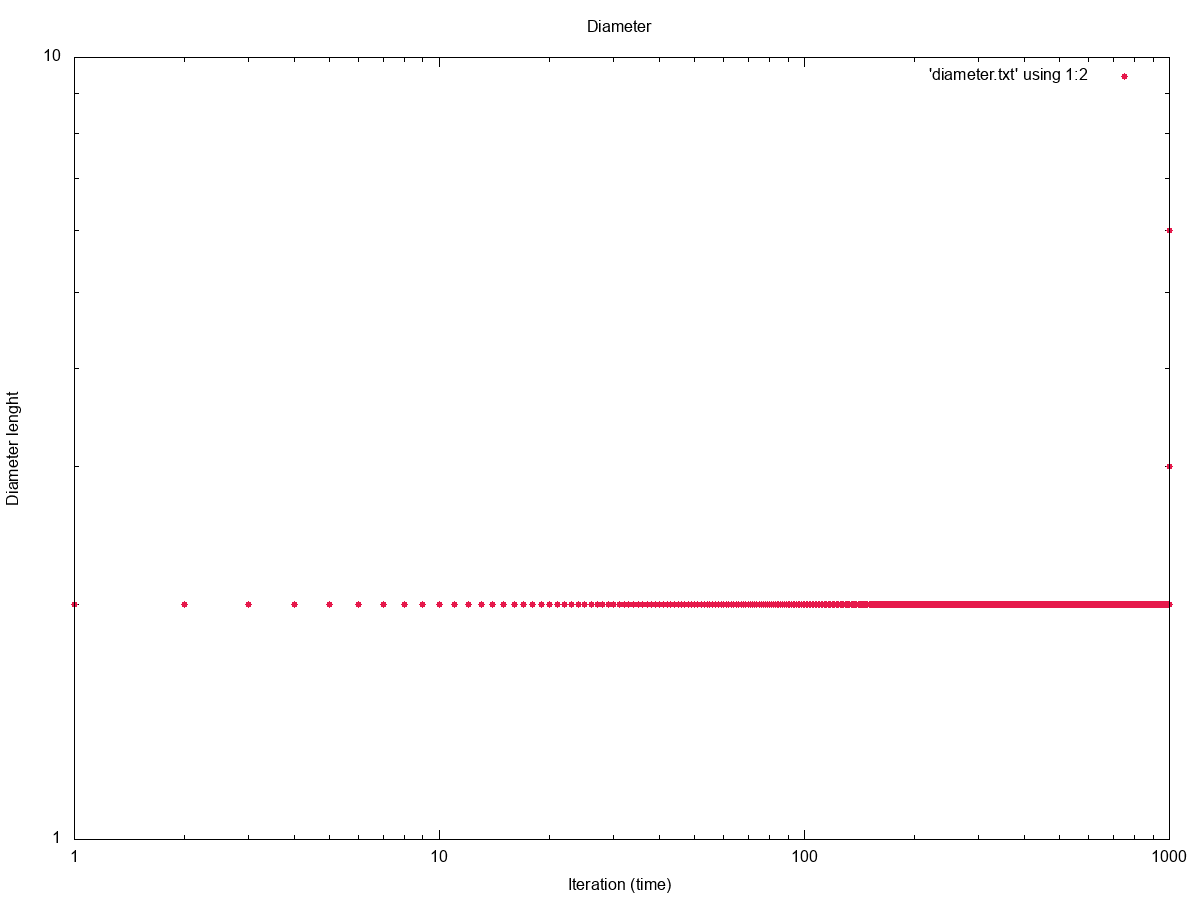 Diameter
10
'diameter.txt' using 1:2
Diameter lenght
1
1 10 100 1000
Iteration (time)